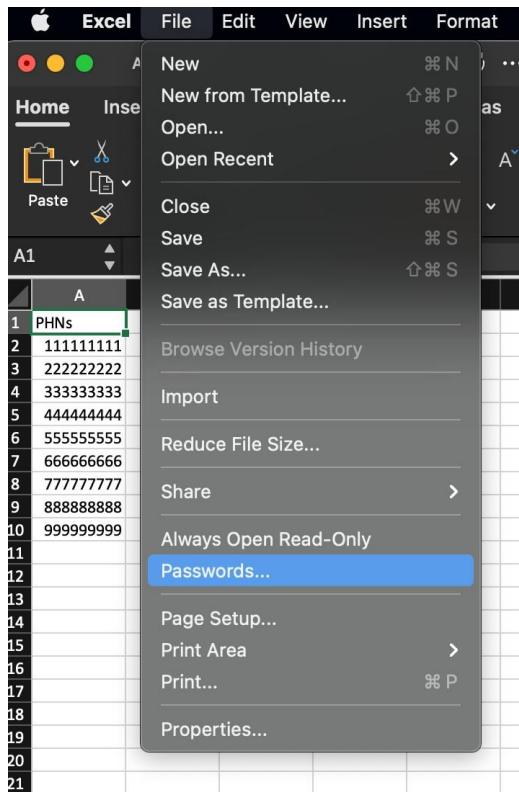 Excel File Edit View Insert Format
Home Inse as
Paste
A1
A
1 PHNs
2 111111111
3 222222222
4 333333333
5 444444444
6 555555555
7 666666666
8 777777777
9 888888888
10 999999999
11
12
13
14
15
16
17
18
19
20
21
New ⌘ N
New from Template... ⇧⌘ P
Open... ⌘ O
Open Recent >
Close ⌘ W
Save ⌘ S
Save As... ⇧⌘ S
Save as Template...
Browse Version History
Import
Reduce File Size...
Share >
Always Open Read-Only
Passwords...
Page Setup...
Print Area >
Print... ⌘ P
Properties...